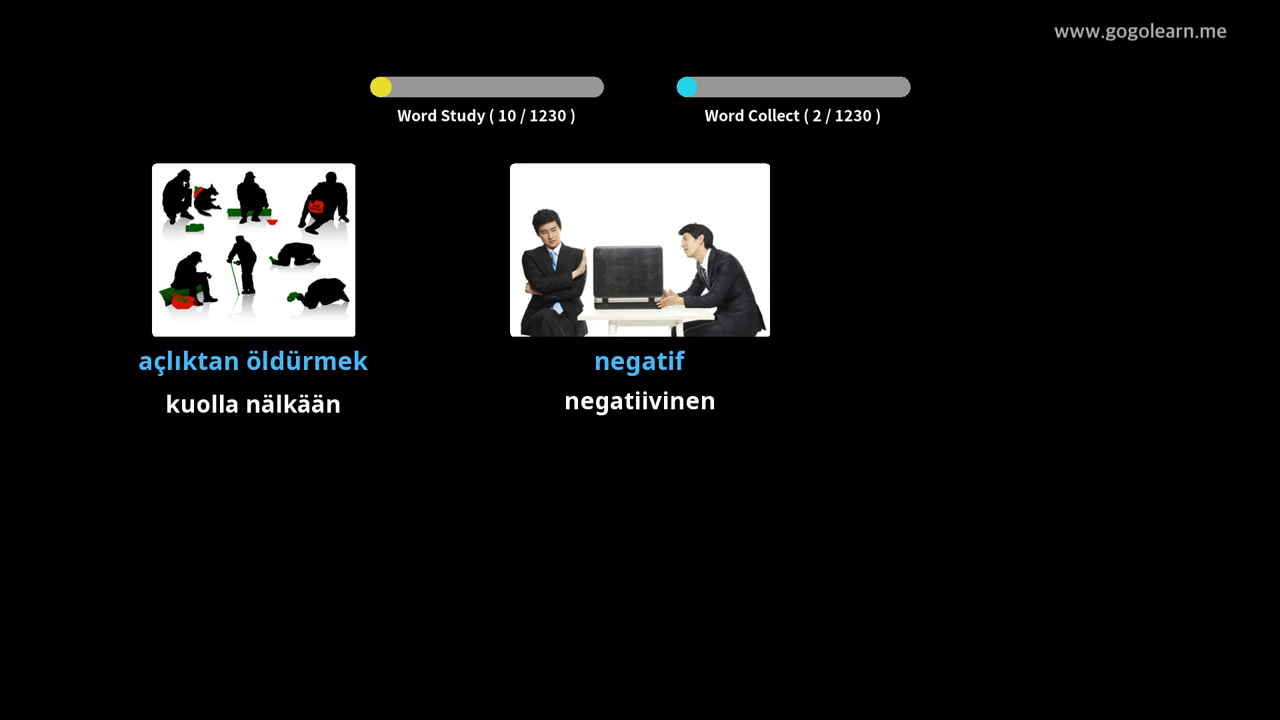 www.gogolearn.me
Word Study ( 10 / 1230 )
Word Collect ( 2 / 1230 )
açlıktan öldürmek
kuolla nälkään
negatif
negatiivinen